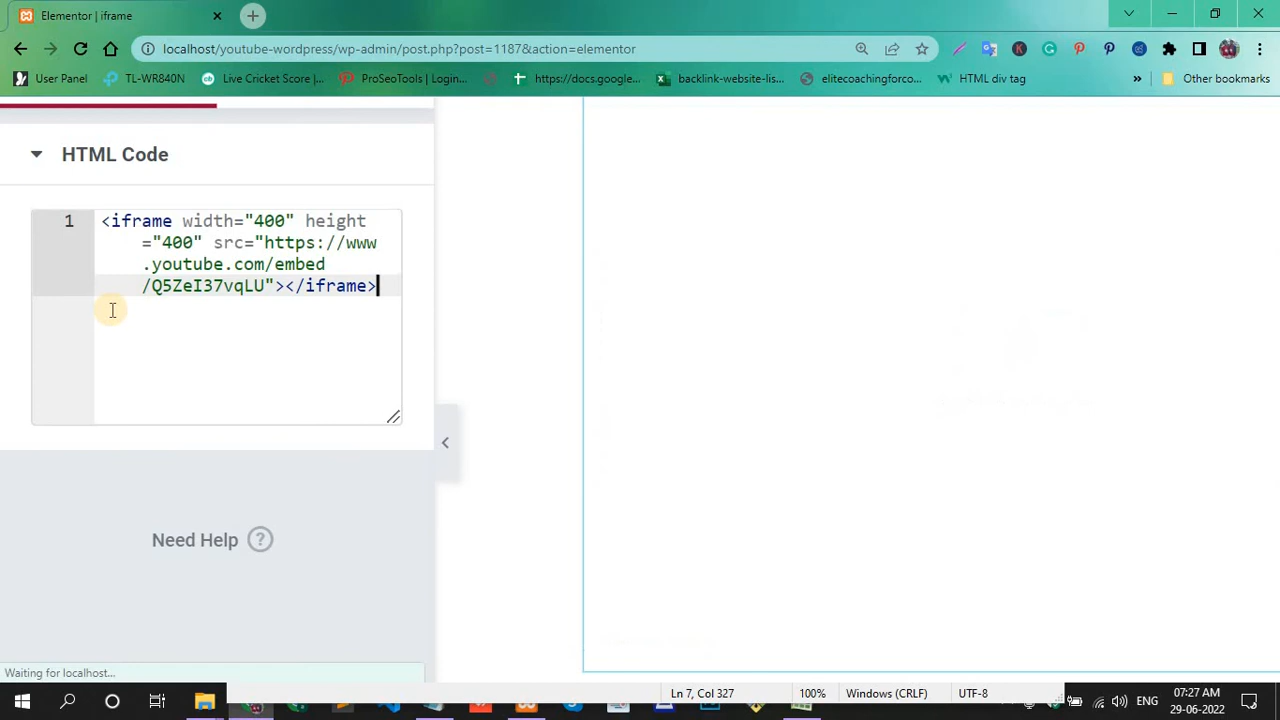 Elementor | iframe
localhost/youtube-wordpress/wp-admin/post.php?post=1187&action=elementor
User Panel TL-WR840N Live Cricket Score |... ProSeoTools | Login... https://docs.google... backlink-website-lis... elitecoachingforco... HTML div tag » Other bookmarks
HTML Code
1 <iframe width="400" height
="400" src="https://www
.youtube.com/embed
/Q5ZeI37vqLU"></iframe>
Need Help ?
Waiting for localhost...
Ln 7, Col 327 100% Windows (CRLF) UTF-8
ENG 07:27 AM
29-06-2022